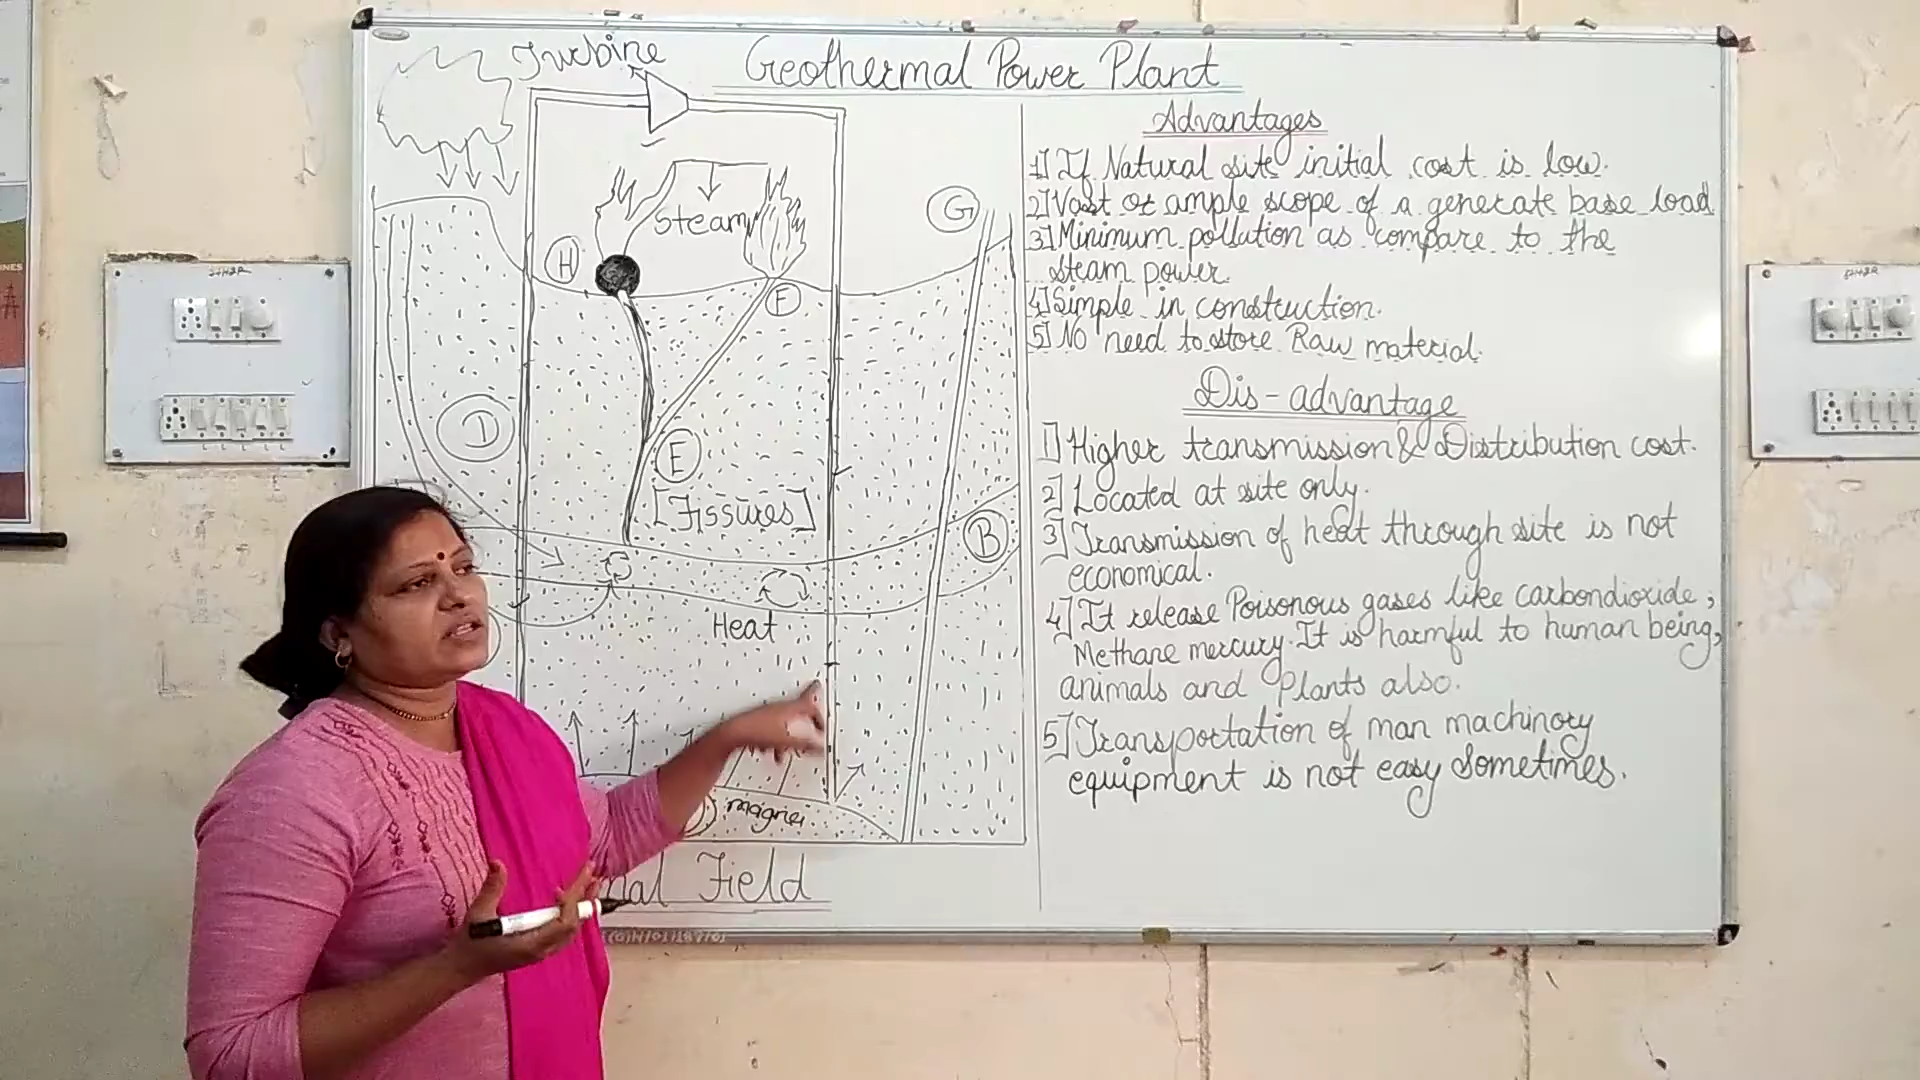 Turbine
Geothermal Power Plant
Steam
H
F
G
D
E
[Fissures]
B
Heat
magne
nal Field
Advantages
1] If Natural site initial cost is low.
2] Vast or ample scope of a generate base load
3] Minimum pollution as compare to the
steam power.
4] Simple in construction.
5] No need to store Raw material.
Dis-advantage
1] Higher transmission & Distribution cost.
2] Located at site only.
3] Transmission of heat through site is not
economical.
4] It release Poisonous gases like carbondioxide,
Methane mercury. It is harmful to human being,
animals and Plants also.
5] Transportation of man machinory
equipment is not easy Sometimes.